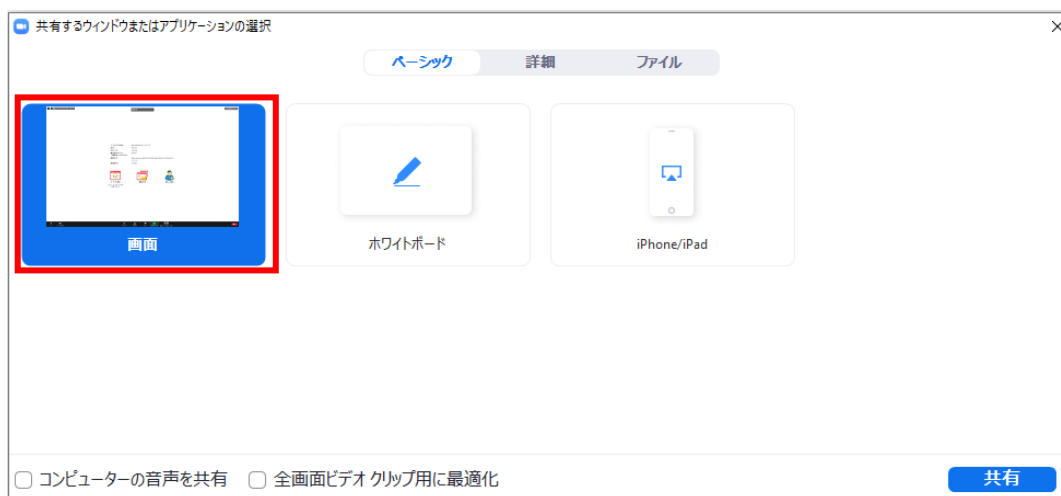 共有するウィンドウまたはアプリケーションの選択
ベーシック 詳細 ファイル
画面 ホワイトボード iPhone/iPad
コンピューターの音声を共有 全画面ビデオ クリップ用に最適化 共有